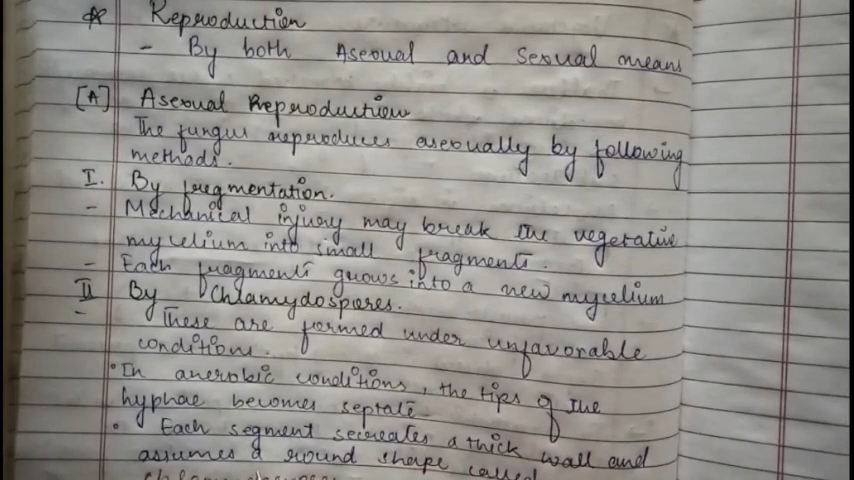 ☆ Reproduction
- By both Asexual and Sexual means
[A] Asexual Reproduction
The fungus reproduces asexually by following
methods.
I. By fregmentation.
- Mechanical injury may break the vegetative
mycelium into small fragments.
- Each fragments grows into a new mycelium
II By Chlamydospores.
- These are formed under unfavorable
conditions.
• In anerobic conditions, the tips of the
hyphae becomes septate
• Each segment secreates a thick wall and
assumes a round shape called